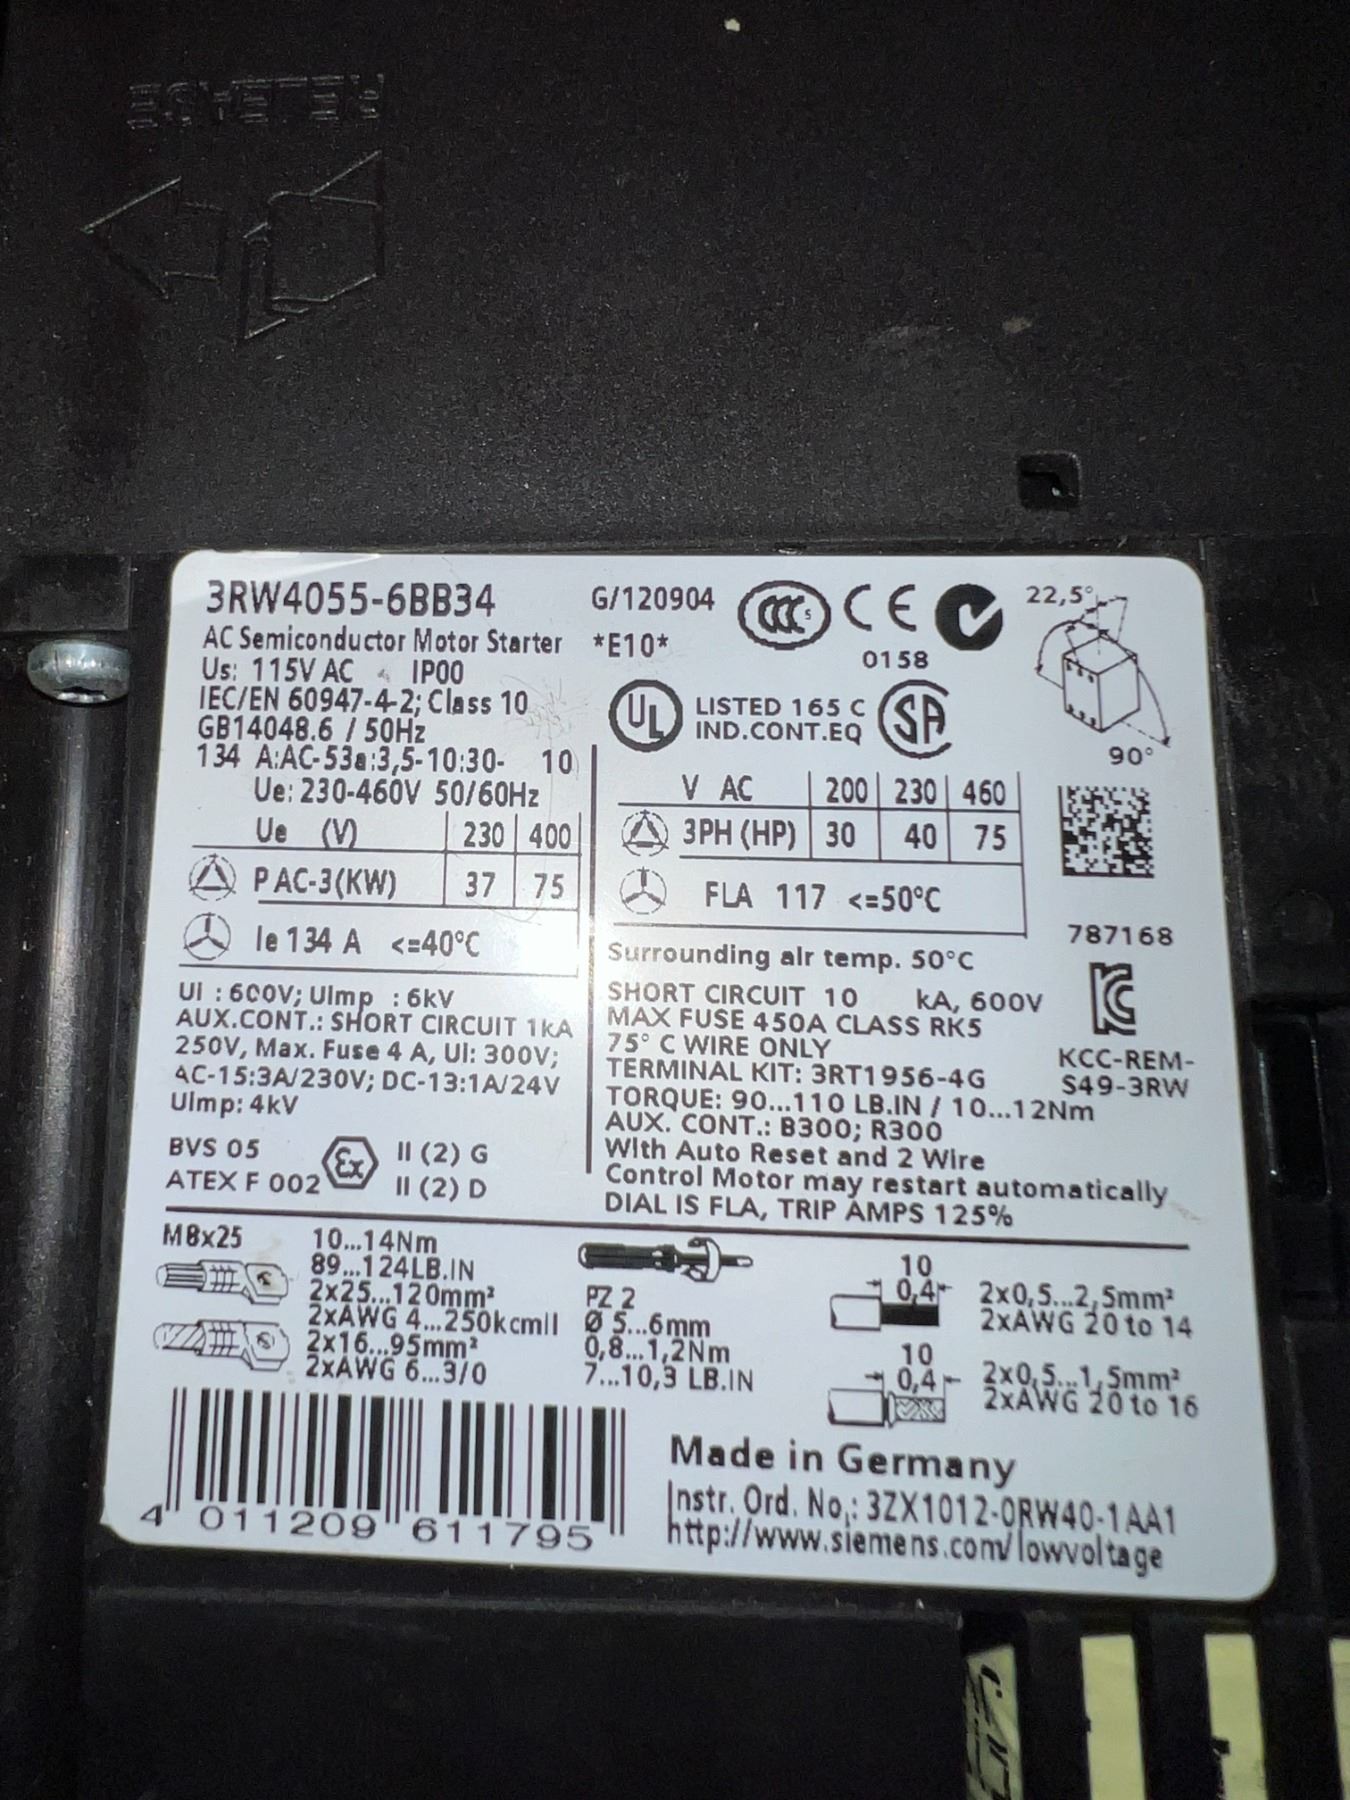 RELEASE
3RW4055-6BB34
G/120904
CCC S
CE
22,5°
AC Semiconductor Motor Starter
*E10*
0158
Us: 115V AC
IP00
IEC/EN 60947-4-2; Class 10
GB14048.6 / 50Hz
UL
LISTED 165 C
IND.CONT.EQ
SA
90°
134 A:AC-53a:3,5-10:30- 10
Ue: 230-460V 50/60Hz
Ue (V) 230 400
P AC-3(KW) 37 75
Ie 134 A <=40°C
V AC 200 230 460
3PH (HP) 30 40 75
FLA 117 <=50°C
787168
UI : 600V; UImp : 6kV
AUX.CONT.: SHORT CIRCUIT 1kA
250V, Max. Fuse 4 A, UI: 300V;
AC-15:3A/230V; DC-13:1A/24V
UImp: 4kV
BVS 05
ATEX F 002
Ex
II (2) G
II (2) D
Surrounding air temp. 50°C
SHORT CIRCUIT 10 kA, 600V
MAX FUSE 450A CLASS RK5
75° C WIRE ONLY
TERMINAL KIT: 3RT1956-4G
TORQUE: 90...110 LB.IN / 10...12Nm
AUX. CONT.: B300; R300
With Auto Reset and 2 Wire
Control Motor may restart automatically
DIAL IS FLA, TRIP AMPS 125%
KC
KCC-REM-
S49-3RW
M8x25
10...14Nm
89...124LB.IN
2x25...120mm²
2xAWG 4...250kcmil
2x16...95mm²
2xAWG 6...3/0
PZ 2
Ø 5...6mm
0,8...1,2Nm
7...10,3 LB.IN
10
0,4
2x0,5...2,5mm²
2xAWG 20 to 14
10
0,4
2x0,5...1,5mm²
2xAWG 20 to 16
4 011209 611795
Made in Germany
Instr. Ord. No.: 3ZX1012-0RW40-1AA1
http://www.siemens.com/lowvoltage